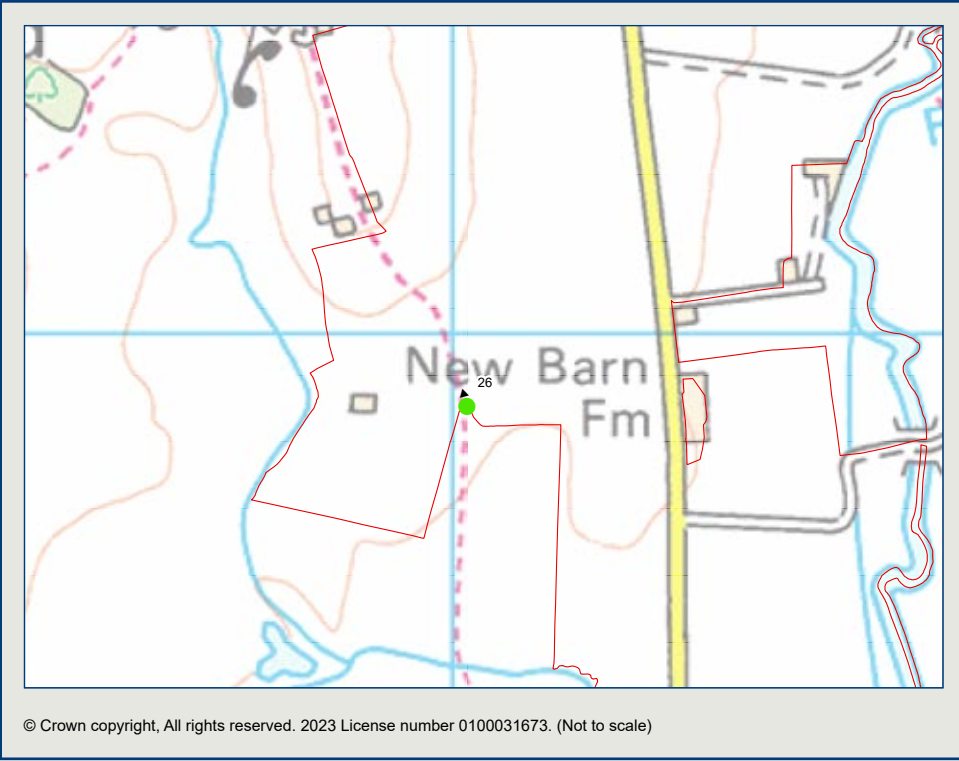 New Barn
26
Fm
© Crown copyright, All rights reserved. 2023 License number 0100031673. (Not to scale)